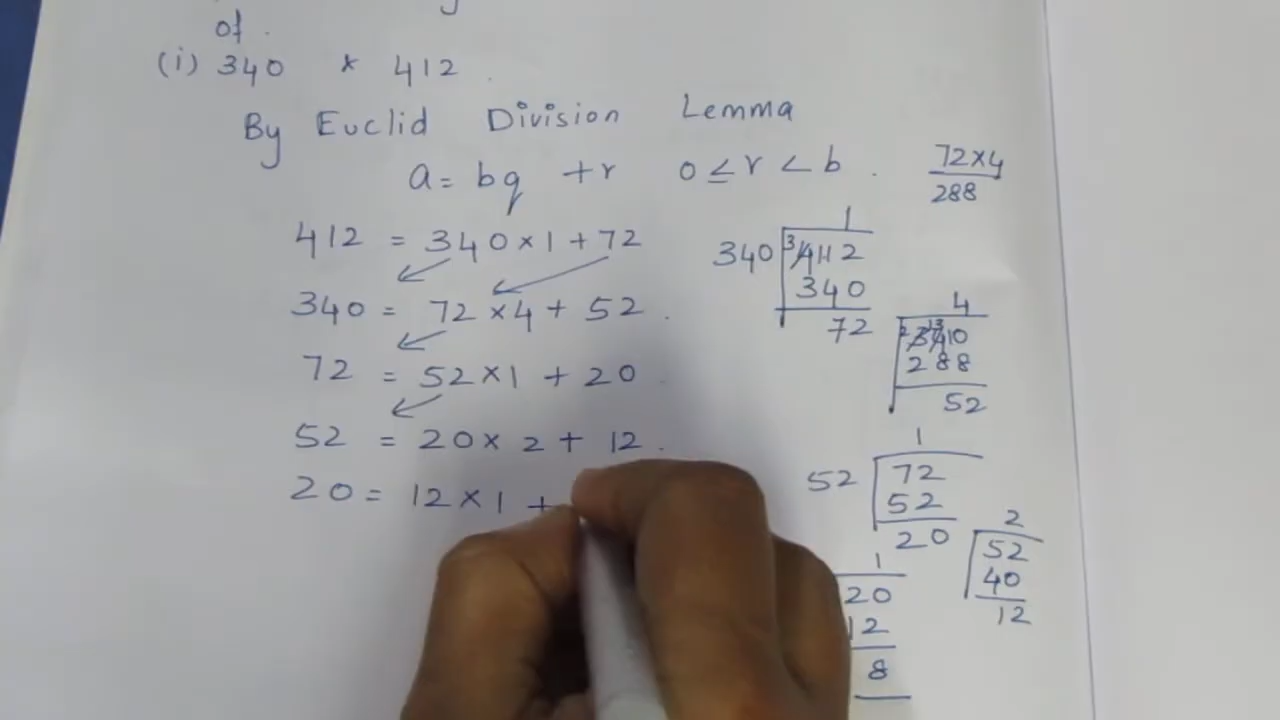 of.
(i) 340 * 412.
By Euclid Division Lemma
a = bq + r 0 ≤ r < b.
412 = 340 × 1 + 72
340 = 72 × 4 + 52.
72 = 52 × 1 + 20.
52 = 20 × 2 + 12.
20 = 12 × 1 +
72×4
288
1
340 412
340
72
4
340
288
52
1
52 72
52
20
2
52
40
12
1
20
12
8